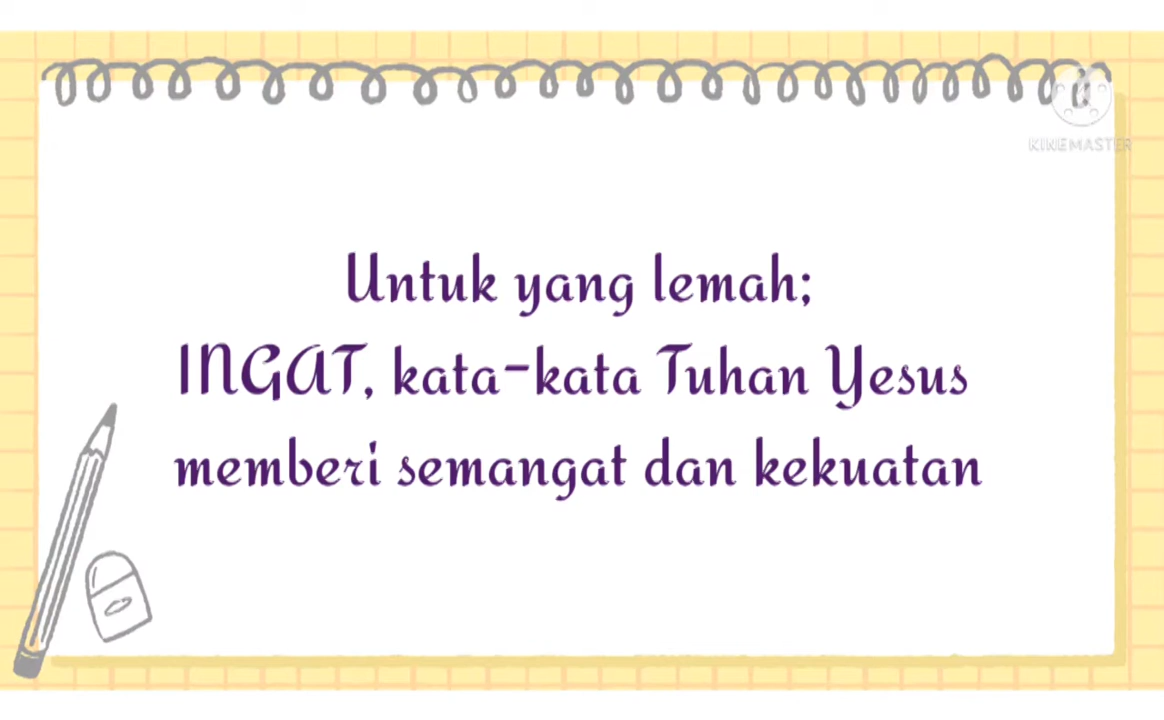 KINEMASTER
Untuk yang lemah;
INGAT, kata-kata Tuhan Yesus
memberi semangat dan kekuatan